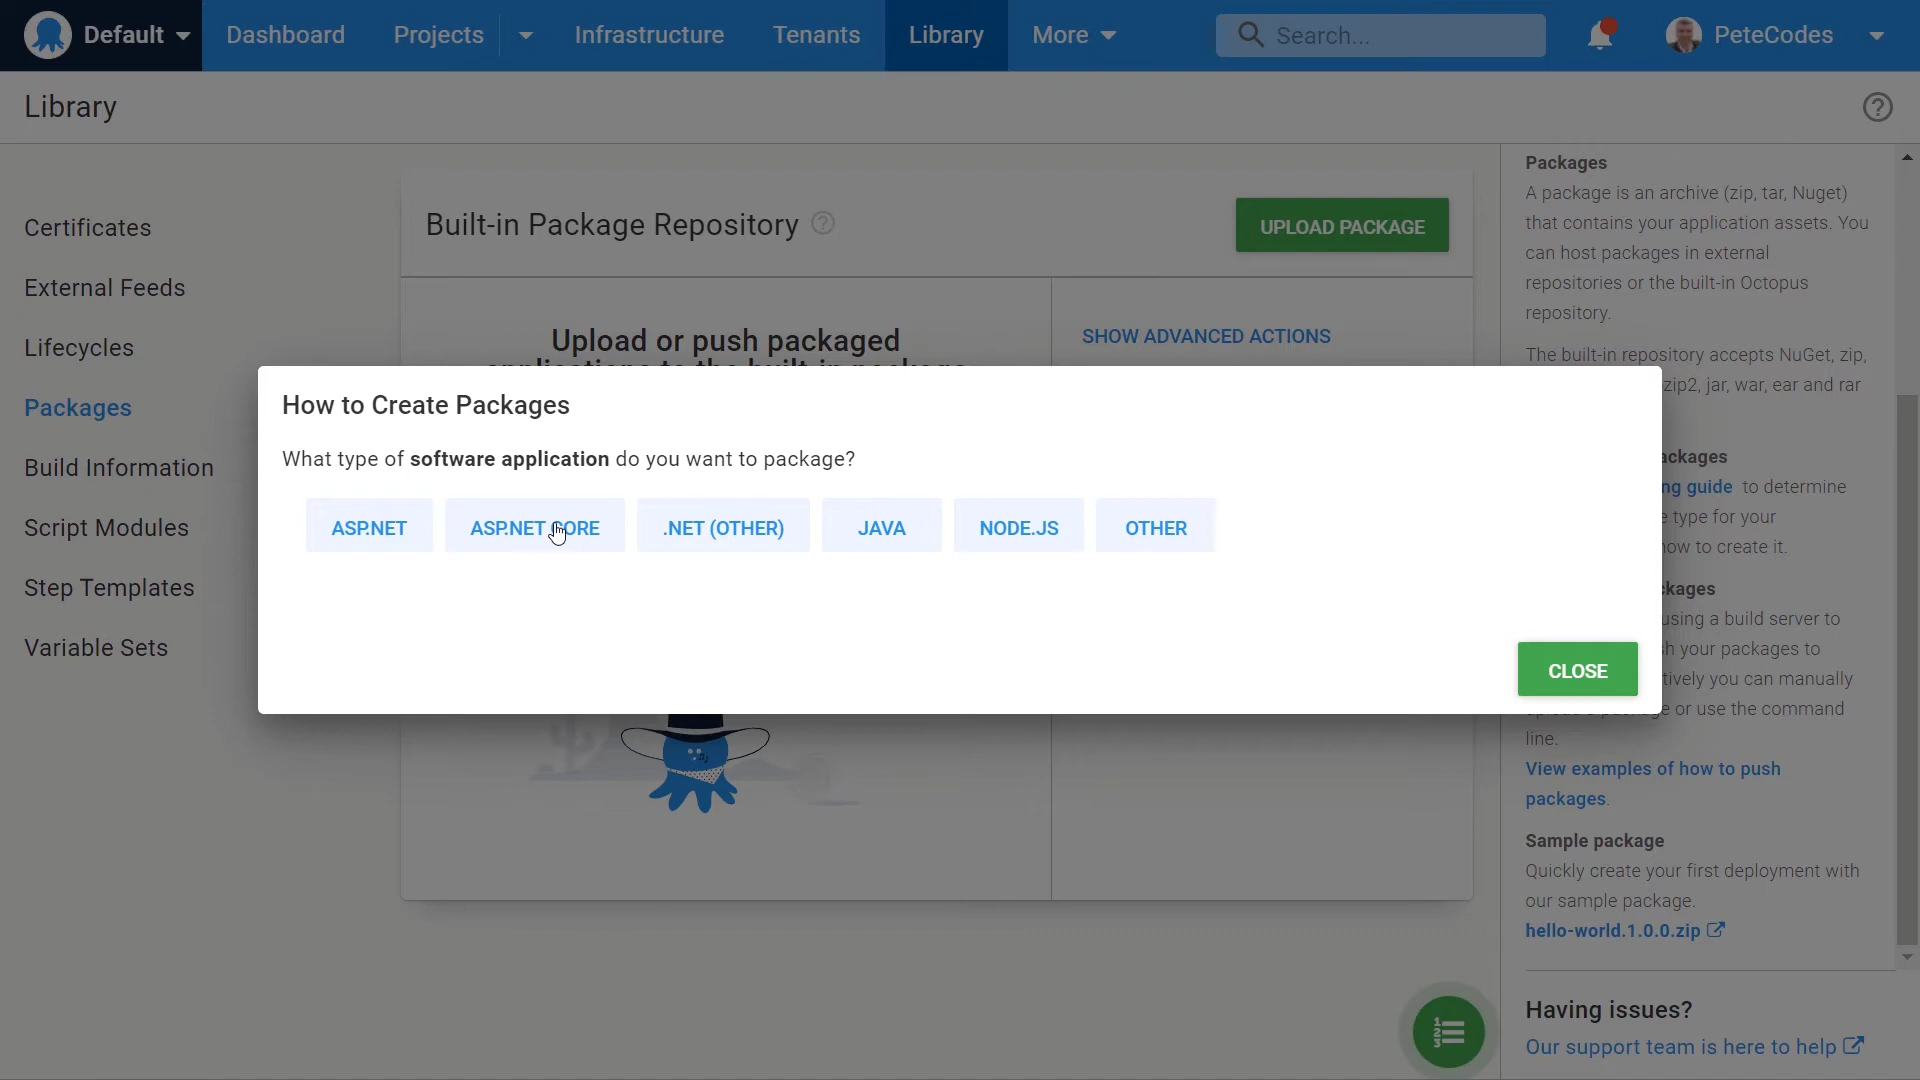 Default
Dashboard
Projects
Infrastructure
Tenants
Library
More
Search...
PeteCodes
Library
Certificates
External Feeds
Lifecycles
Packages
Build Information
Script Modules
Step Templates
Variable Sets
Built-in Package Repository
UPLOAD PACKAGE
Upload or push packaged
SHOW ADVANCED ACTIONS
How to Create Packages
What type of software application do you want to package?
ASP.NET
ASP.NET CORE
.NET (OTHER)
JAVA
NODE.JS
OTHER
CLOSE
Packages
A package is an archive (zip, tar, Nuget)
that contains your application assets. You
can host packages in external
repositories or the built-in Octopus
repository.
The built-in repository accepts NuGet, zip,
zip2, jar, war, ear and rar
ackages
ng guide to determine
e type for your
now to create it.
ckages
using a build server to
h your packages to
tively you can manually
or use the command
line.
View examples of how to push
packages.
Sample package
Quickly create your first deployment with
our sample package.
hello-world.1.0.0.zip
1
2
3
Having issues?
Our support team is here to help